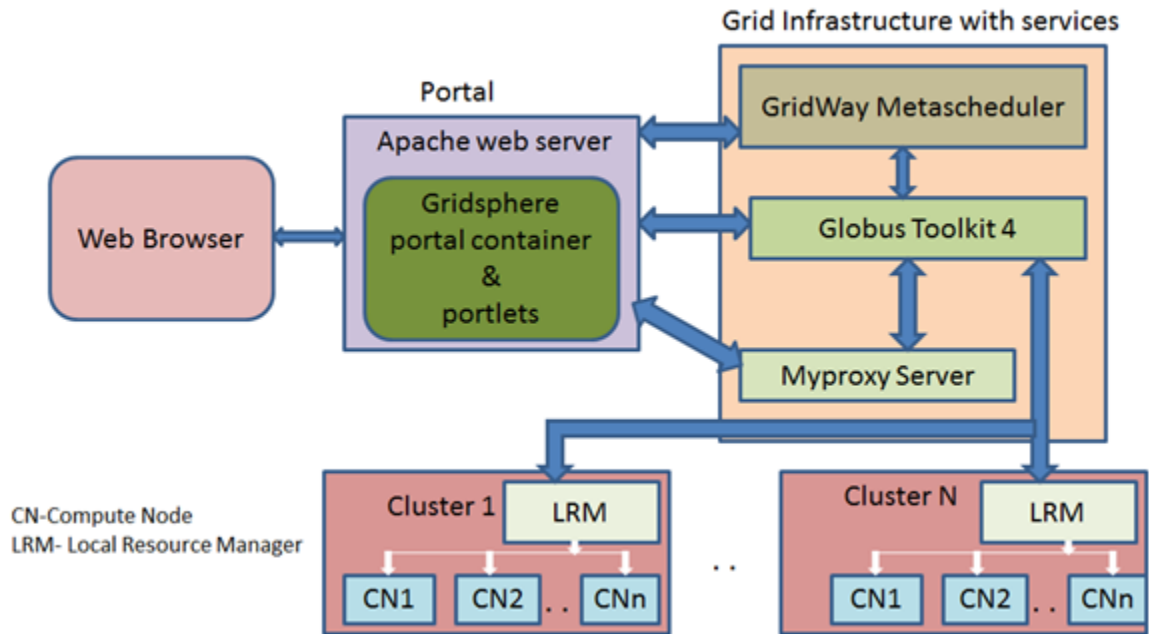 Grid Infrastructure with services
GridWay Metascheduler
Portal
Apache web server
Gridsphere
portal container
&
portlets
Web Browser
Globus Toolkit 4
Myproxy Server
CN-Compute Node
LRM- Local Resource Manager
Cluster 1
LRM
CN1
CN2
. .
CNn
. .
Cluster N
LRM
CN1
CN2
. .
CNn